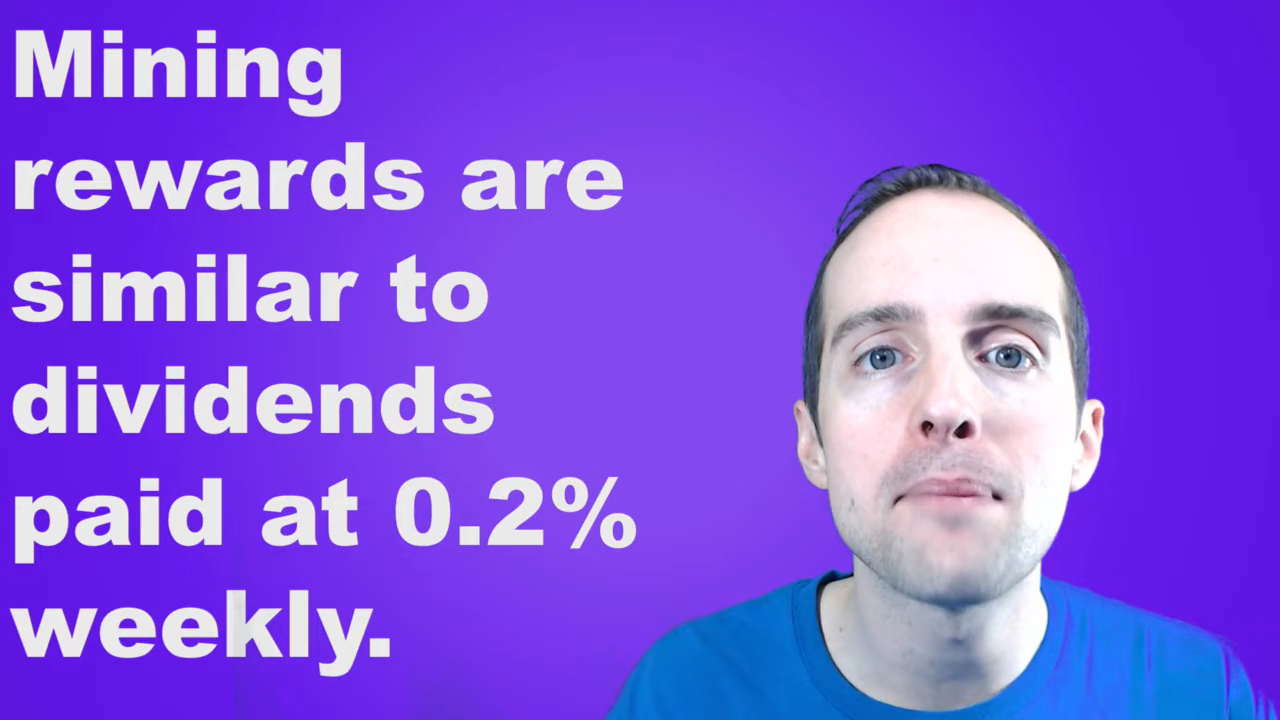 Mining
rewards are
similar to
dividends
paid at 0.2%
weekly.